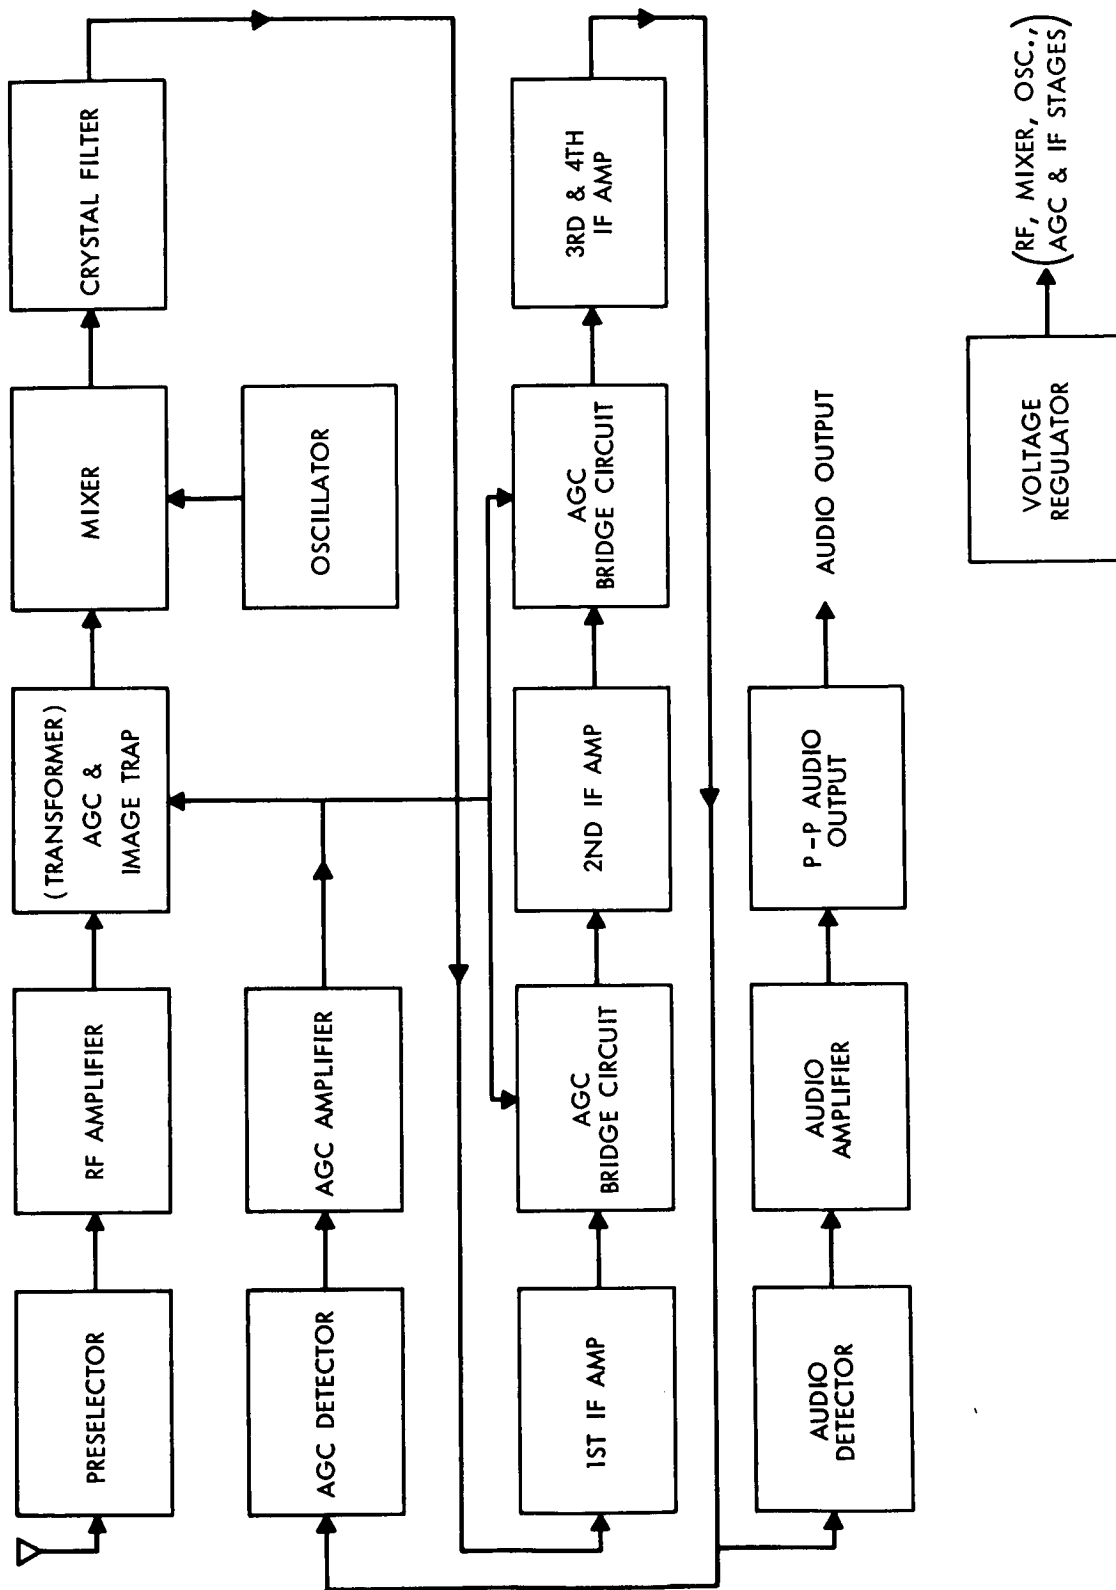 PRESELECTOR
RF AMPLIFIER
(TRANSFORMER)
AGC &
IMAGE TRAP
MIXER
CRYSTAL FILTER
AGC DETECTOR
AGC AMPLIFIER
OSCILLATOR
1ST IF AMP
AGC
BRIDGE CIRCUIT
2ND IF AMP
AGC
BRIDGE CIRCUIT
3RD & 4TH
IF AMP
AUDIO
DETECTOR
AUDIO
AMPLIFIER
P-P AUDIO
OUTPUT
AUDIO OUTPUT
VOLTAGE
REGULATOR
(RF, MIXER, OSC.,
AGC & IF STAGES)